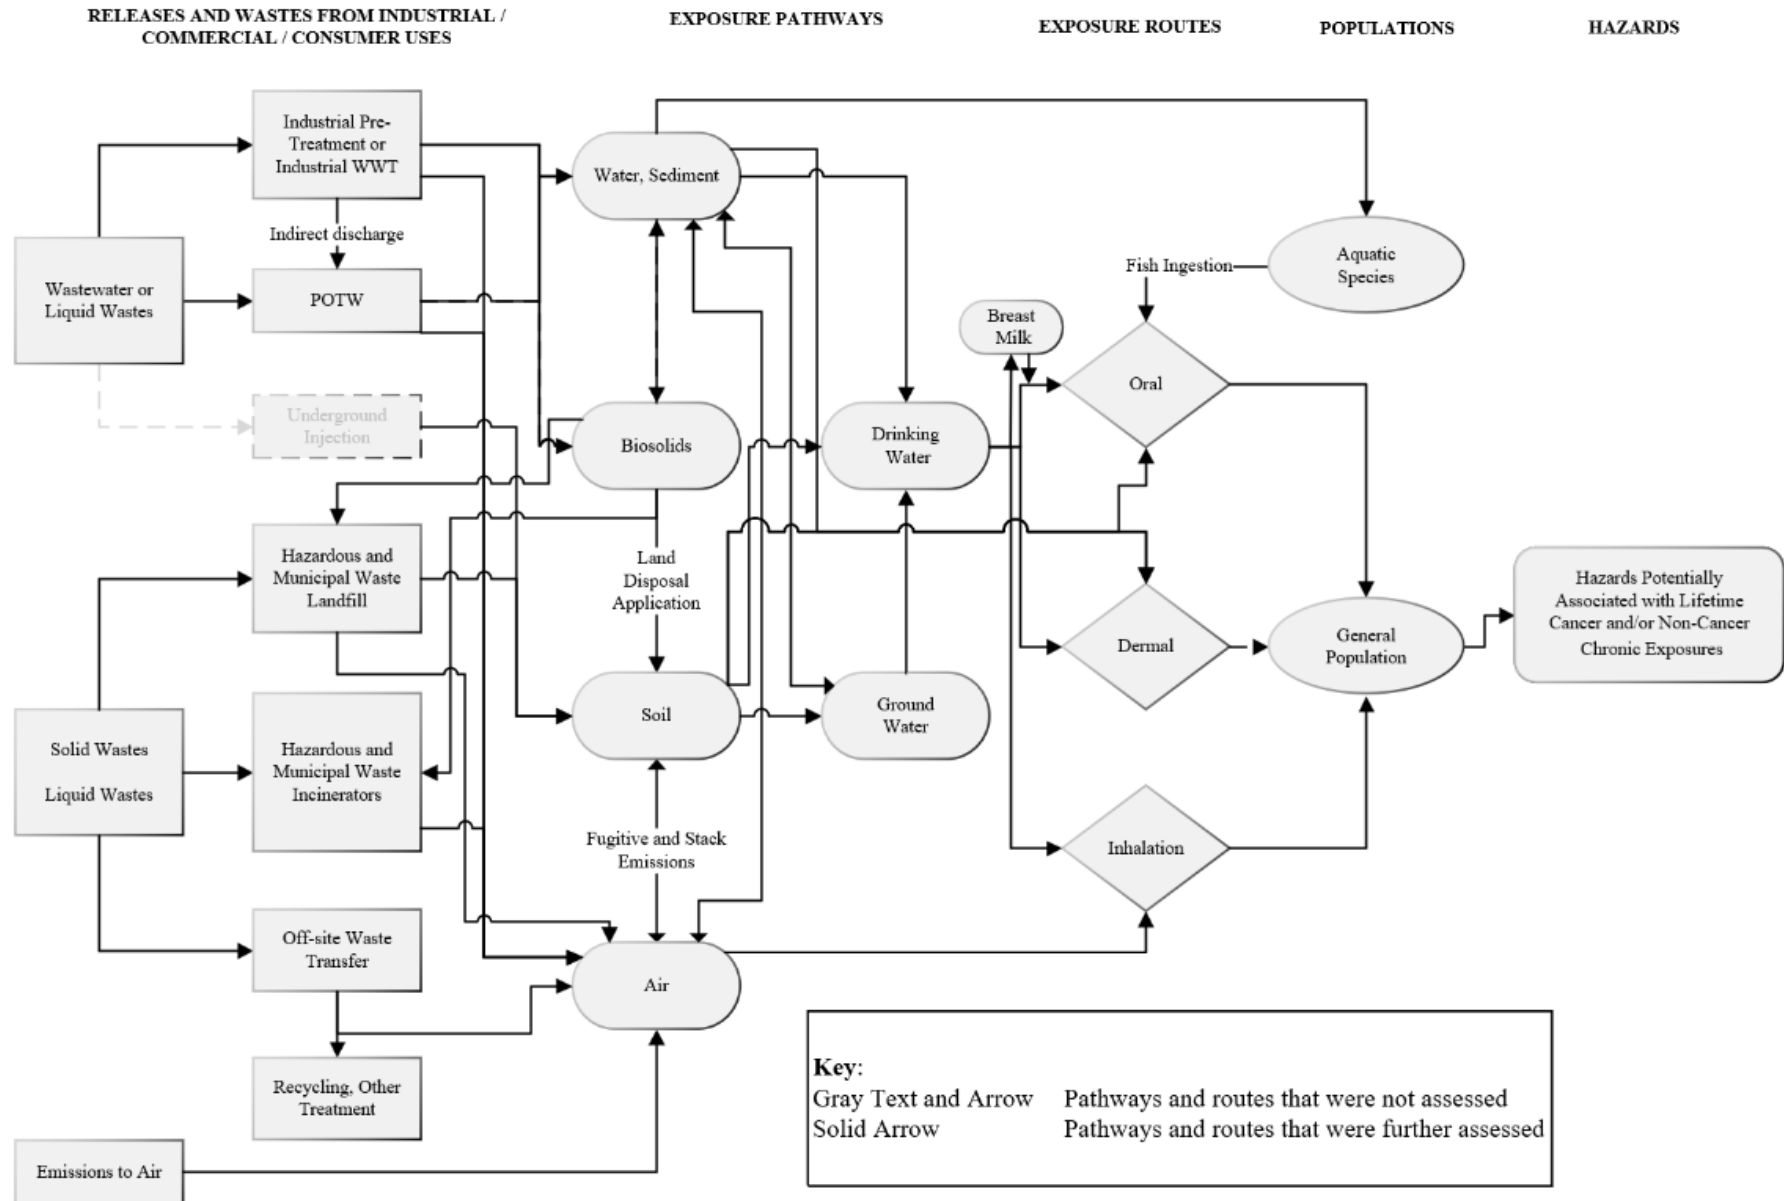 RELEASES AND WASTES FROM INDUSTRIAL /
COMMERCIAL / CONSUMER USES
EXPOSURE PATHWAYS
EXPOSURE ROUTES
POPULATIONS
HAZARDS
Industrial Pre-
Treatment or
Industrial WWT
Water, Sediment
Indirect discharge
Wastewater or
Liquid Wastes
POTW
Aquatic
Species
Fish Ingestion
Breast
Milk
Oral
Underground
Injection
Biosolids
Drinking
Water
Hazardous and
Municipal Waste
Landfill
Land
Disposal
Application
Hazards Potentially
Associated with Lifetime
Cancer and/or Non-Cancer
Chronic Exposures
Dermal
General
Population
Soil
Ground
Water
Solid Wastes
Liquid Wastes
Hazardous and
Municipal Waste
Incinerators
Fugitive and Stack
Emissions
Inhalation
Off-site Waste
Transfer
Air
Recycling, Other
Treatment
Emissions to Air
Key:
Gray Text and Arrow Pathways and routes that were not assessed
Solid Arrow Pathways and routes that were further assessed